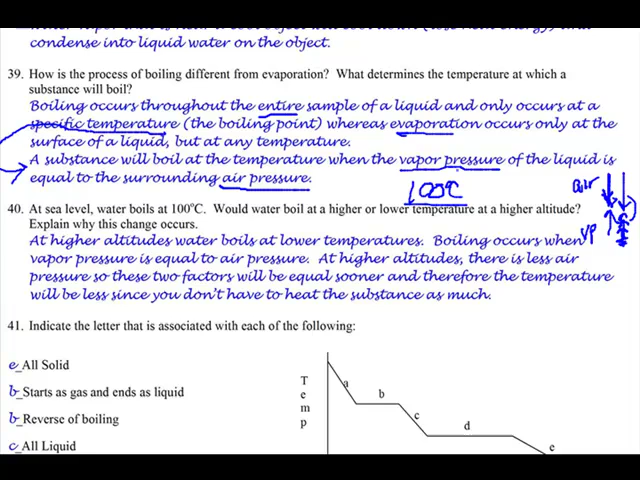 condense into liquid water on the object.
39. How is the process of boiling different from evaporation? What determines the temperature at which a
substance will boil?
Boiling occurs throughout the entire sample of a liquid and only occurs at a
specific temperature (the boiling point) whereas evaporation occurs only at the
surface of a liquid, but at any temperature.
A substance will boil at the temperature when the vapor pressure of the liquid is
equal to the surrounding air pressure.
100°C
air
40. At sea level, water boils at 100°C. Would water boil at a higher or lower temperature at a higher altitude?
Explain why this change occurs.
VP
At higher altitudes water boils at lower temperatures. Boiling occurs when
vapor pressure is equal to air pressure. At higher altitudes, there is less air
pressure so these two factors will be equal sooner and therefore the temperature
will be less since you don't have to heat the substance as much.
41. Indicate the letter that is associated with each of the following:
e_All Solid
b_Starts as gas and ends as liquid
b_Reverse of boiling
c_All Liquid
Temp
a
b
c
d
e